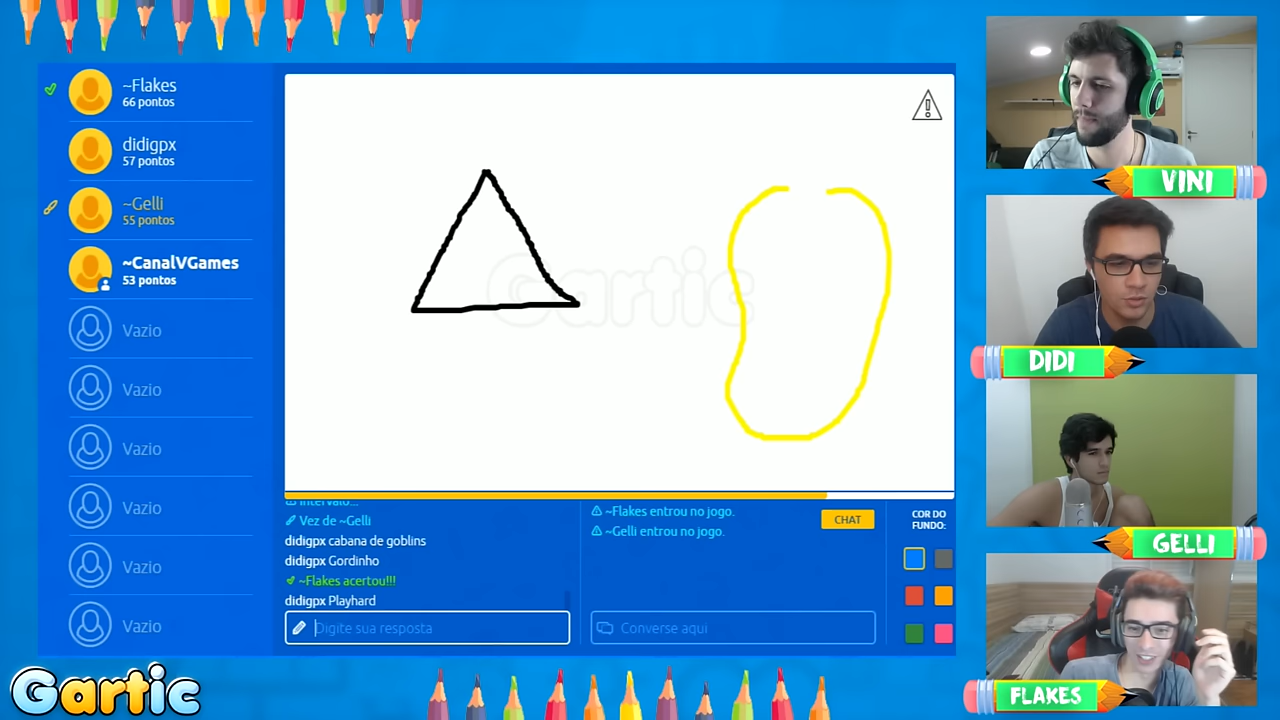 ~Flakes
66 pontos
didigpx
57 pontos
~Gelli
55 pontos
~CanalVGames
53 pontos
Vazio
Vazio
Vazio
Vazio
Vazio
Vazio
Gartic
Intervalo...
Vez de ~Gelli
didigpx cabana de goblins
didigpx Gordinho
~Flakes acertou!!!
didigpx Playhard
Digite sua resposta
~Flakes entrou no jogo.
~Gelli entrou no jogo.
CHAT
Converse aqui
COR DO
FUNDO:
VINI
DIDI
GELLI
FLAKES
Gartic